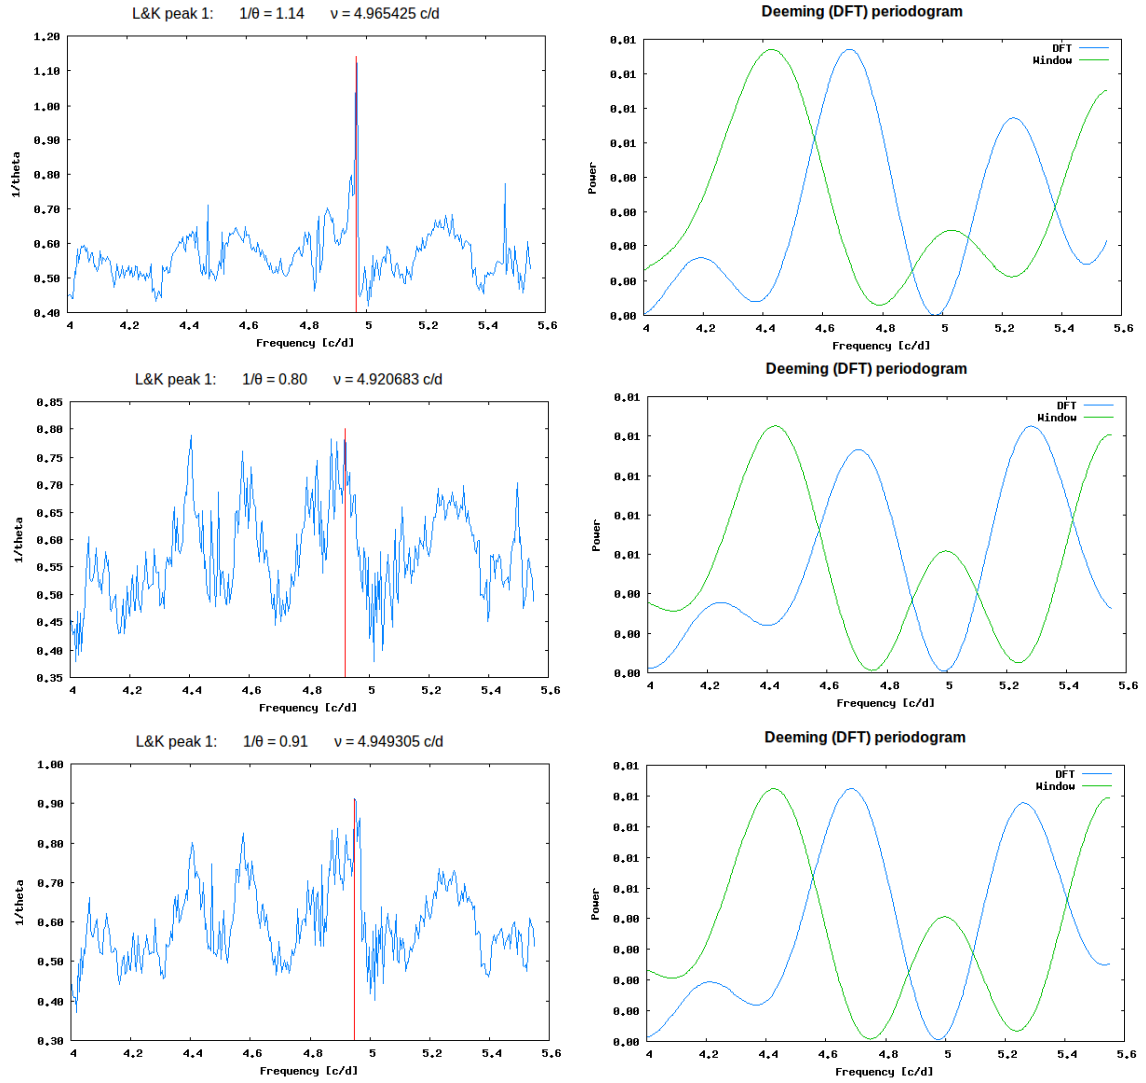 L&K peak 1: 1/θ = 1.14 ν = 4.965425 c/d
1.20
1.10
1.00
0.90
0.80
0.70
0.60
0.50
0.40
1/theta
4 4.2 4.4 4.6 4.8 5 5.2 5.4 5.6
Frequency [c/d]
Deeming (DFT) periodogram
DFT
Window
0.01
0.01
0.01
0.01
0.00
0.00
0.00
0.00
0.00
Power
4 4.2 4.4 4.6 4.8 5 5.2 5.4 5.6
Frequency [c/d]
L&K peak 1: 1/θ = 0.80 ν = 4.920683 c/d
0.85
0.80
0.75
0.70
0.65
0.60
0.55
0.50
0.45
0.40
0.35
1/theta
4 4.2 4.4 4.6 4.8 5 5.2 5.4 5.6
Frequency [c/d]
Deeming (DFT) periodogram
DFT
Window
0.01
0.01
0.01
0.01
0.00
0.00
0.00
0.00
Power
4 4.2 4.4 4.6 4.8 5 5.2 5.4 5.6
Frequency [c/d]
L&K peak 1: 1/θ = 0.91 ν = 4.949305 c/d
1.00
0.90
0.80
0.70
0.60
0.50
0.40
0.30
1/theta
4 4.2 4.4 4.6 4.8 5 5.2 5.4 5.6
Frequency [c/d]
Deeming (DFT) periodogram
DFT
Window
0.01
0.01
0.01
0.01
0.01
0.00
0.00
0.00
0.00
0.00
Power
4 4.2 4.4 4.6 4.8 5 5.2 5.4 5.6
Frequency [c/d]